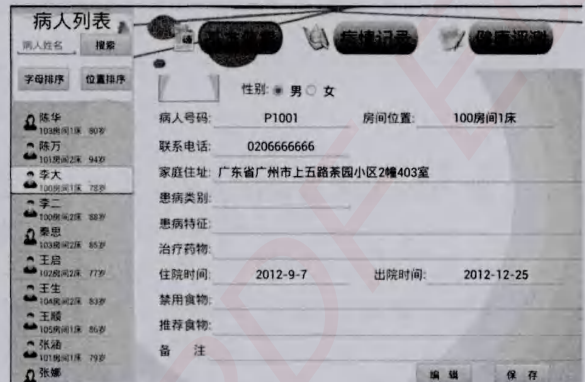 病人列表
病人姓名 搜索
字母排序 位置排序
陈华
103房间1床 90岁
陈万
101房间2床 94岁
李大
100房间1床 78岁
李二
100房间2床 88岁
秦思
103房间2床 85岁
王启
102房间2床 77岁
王生
104房间2床 83岁
王顺
105房间1床 86岁
张涵
101房间1床 79岁
张娜
病情记录 健康评测
性别: 男 女
病人号码: P1001 房间位置: 100房间1床
联系电话: 0206666666
家庭住址: 广东省广州市上五路茶园小区2幢403室
患病类别:
患病特征:
治疗药物:
住院时间: 2012-9-7 出院时间: 2012-12-25
禁用食物:
推荐食物:
备 注
编 辑 保 存